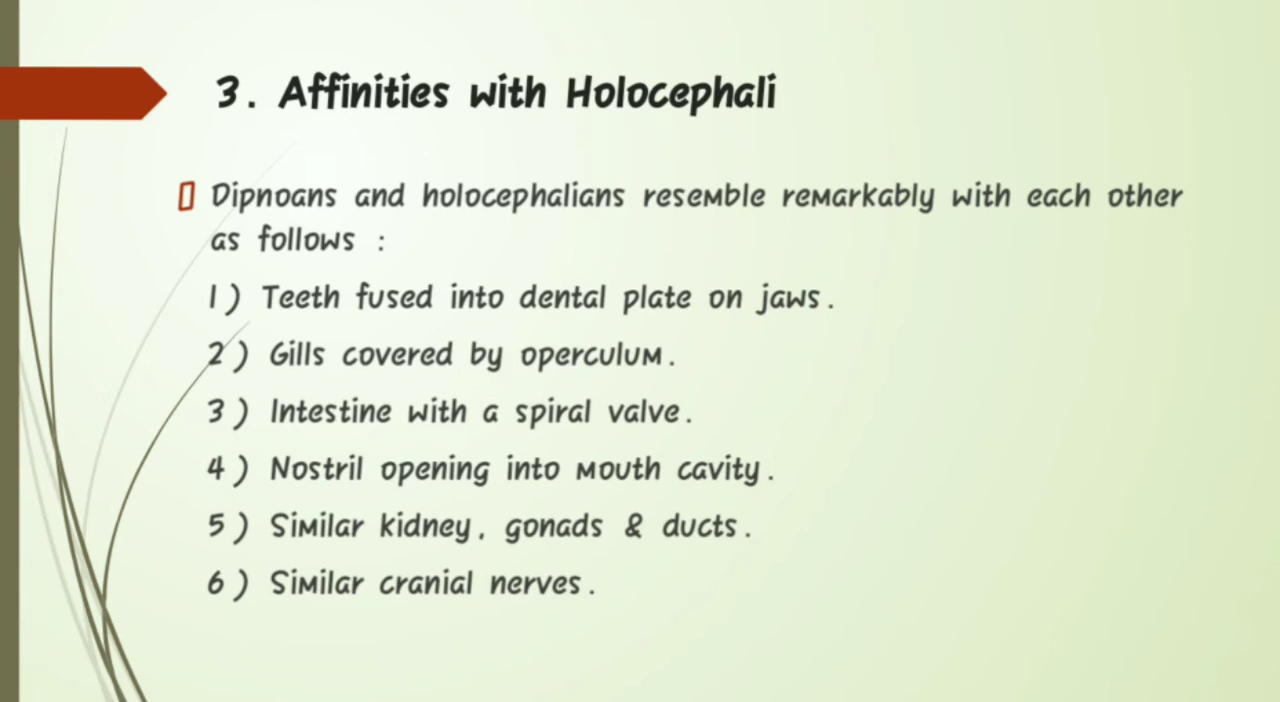 3. Affinities with Holocephali
Dipnoans and holocephalians resemble remarkably with each other
as follows :
1) Teeth fused into dental plate on jaws.
2) Gills covered by operculum.
3) Intestine with a spiral valve.
4) Nostril opening into mouth cavity.
5) Similar kidney, gonads & ducts.
6) Similar cranial nerves.